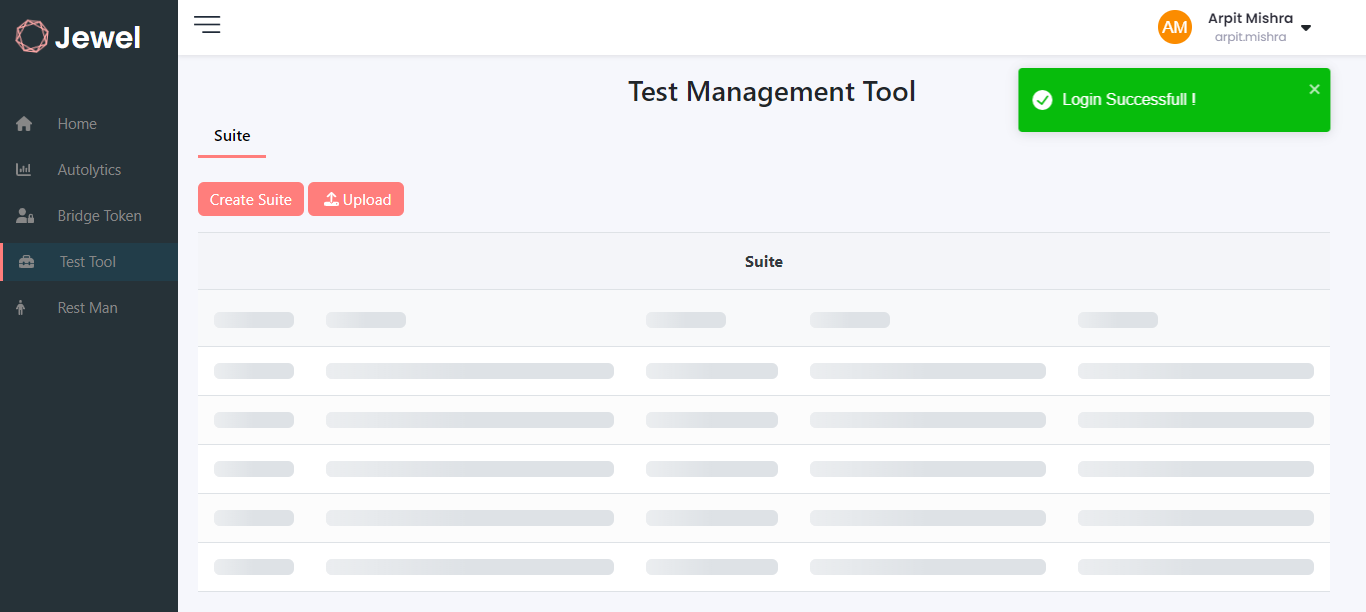 Jewel
Home
Autolytics
Bridge Token
Test Tool
Rest Man
AM
Arpit Mishra
arpit.mishra
Test Management Tool
Login Successfull !
Suite
Create Suite
Upload
Suite